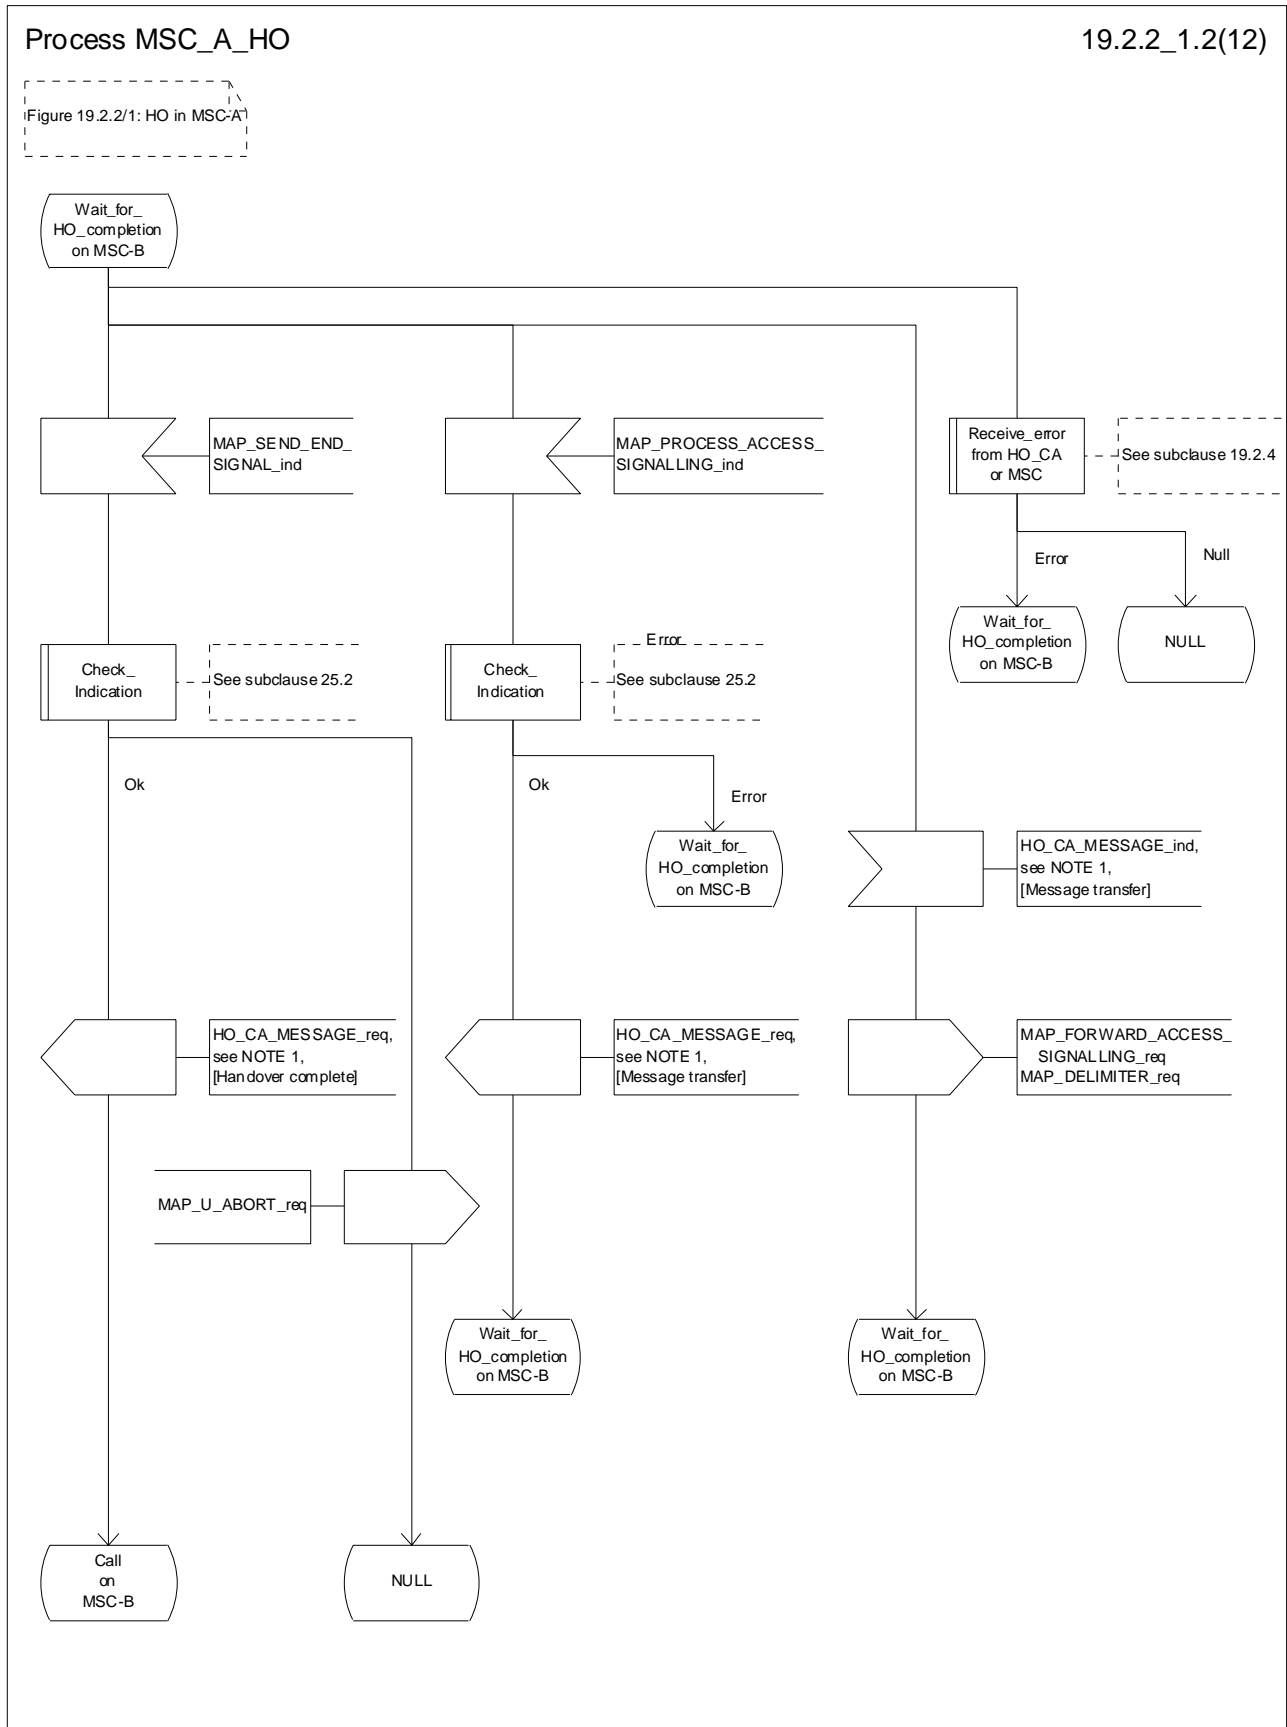 Process MSC_A_HO
19.2.2_1.2(12)
Figure 19.2.2/1: HO in MSC-A
Wait_for_
HO_completion
on MSC-B
MAP_SEND_END_
SIGNAL_ind
MAP_PROCESS_ACCESS_
SIGNALLING_ind
Receive_error
from HO_CA
or MSC
See subclause 19.2.4
Error
Null
Wait_for_
HO_completion
on MSC-B
NULL
Check_
Indication
See subclause 25.2
Error
Check_
Indication
See subclause 25.2
Ok
Ok
Error
Wait_for_
HO_completion
on MSC-B
HO_CA_MESSAGE_ind,
see NOTE 1,
[Message transfer]
HO_CA_MESSAGE_req,
see NOTE 1,
[Handover complete]
HO_CA_MESSAGE_req,
see NOTE 1,
[Message transfer]
MAP_FORWARD_ACCESS_
SIGNALLING_req
MAP_DELIMITER_req
MAP_U_ABORT_req
Wait_for_
HO_completion
on MSC-B
Wait_for_
HO_completion
on MSC-B
Call
on
MSC-B
NULL